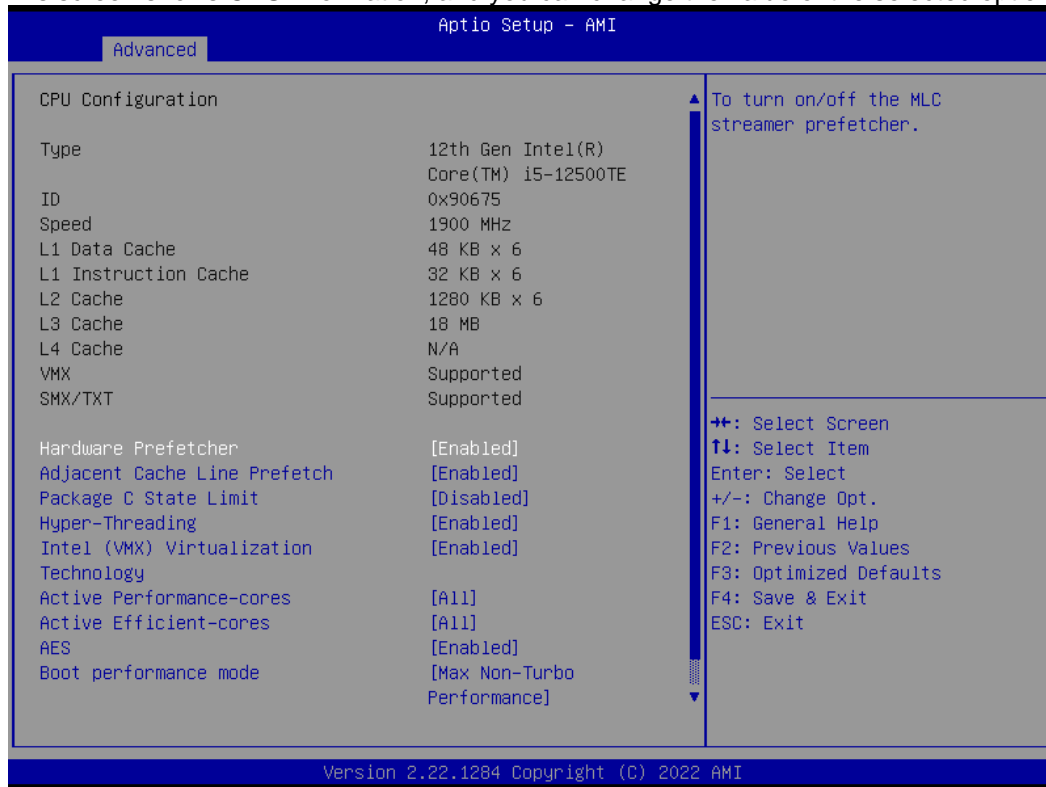 Aptio Setup – AMI
Advanced
CPU Configuration
Type 12th Gen Intel(R)
Core(TM) i5-12500TE
ID 0x90675
Speed 1900 MHz
L1 Data Cache 48 KB x 6
L1 Instruction Cache 32 KB x 6
L2 Cache 1280 KB x 6
L3 Cache 18 MB
L4 Cache N/A
VMX Supported
SMX/TXT Supported
Hardware Prefetcher [Enabled]
Adjacent Cache Line Prefetch [Enabled]
Package C State Limit [Disabled]
Hyper-Threading [Enabled]
Intel (VMX) Virtualization [Enabled]
Technology
Active Performance-cores [All]
Active Efficient-cores [All]
AES [Enabled]
Boot performance mode [Max Non-Turbo
Performance]
To turn on/off the MLC
streamer prefetcher.
→←: Select Screen
↑↓: Select Item
Enter: Select
+/-: Change Opt.
F1: General Help
F2: Previous Values
F3: Optimized Defaults
F4: Save & Exit
ESC: Exit
Version 2.22.1284 Copyright (C) 2022 AMI